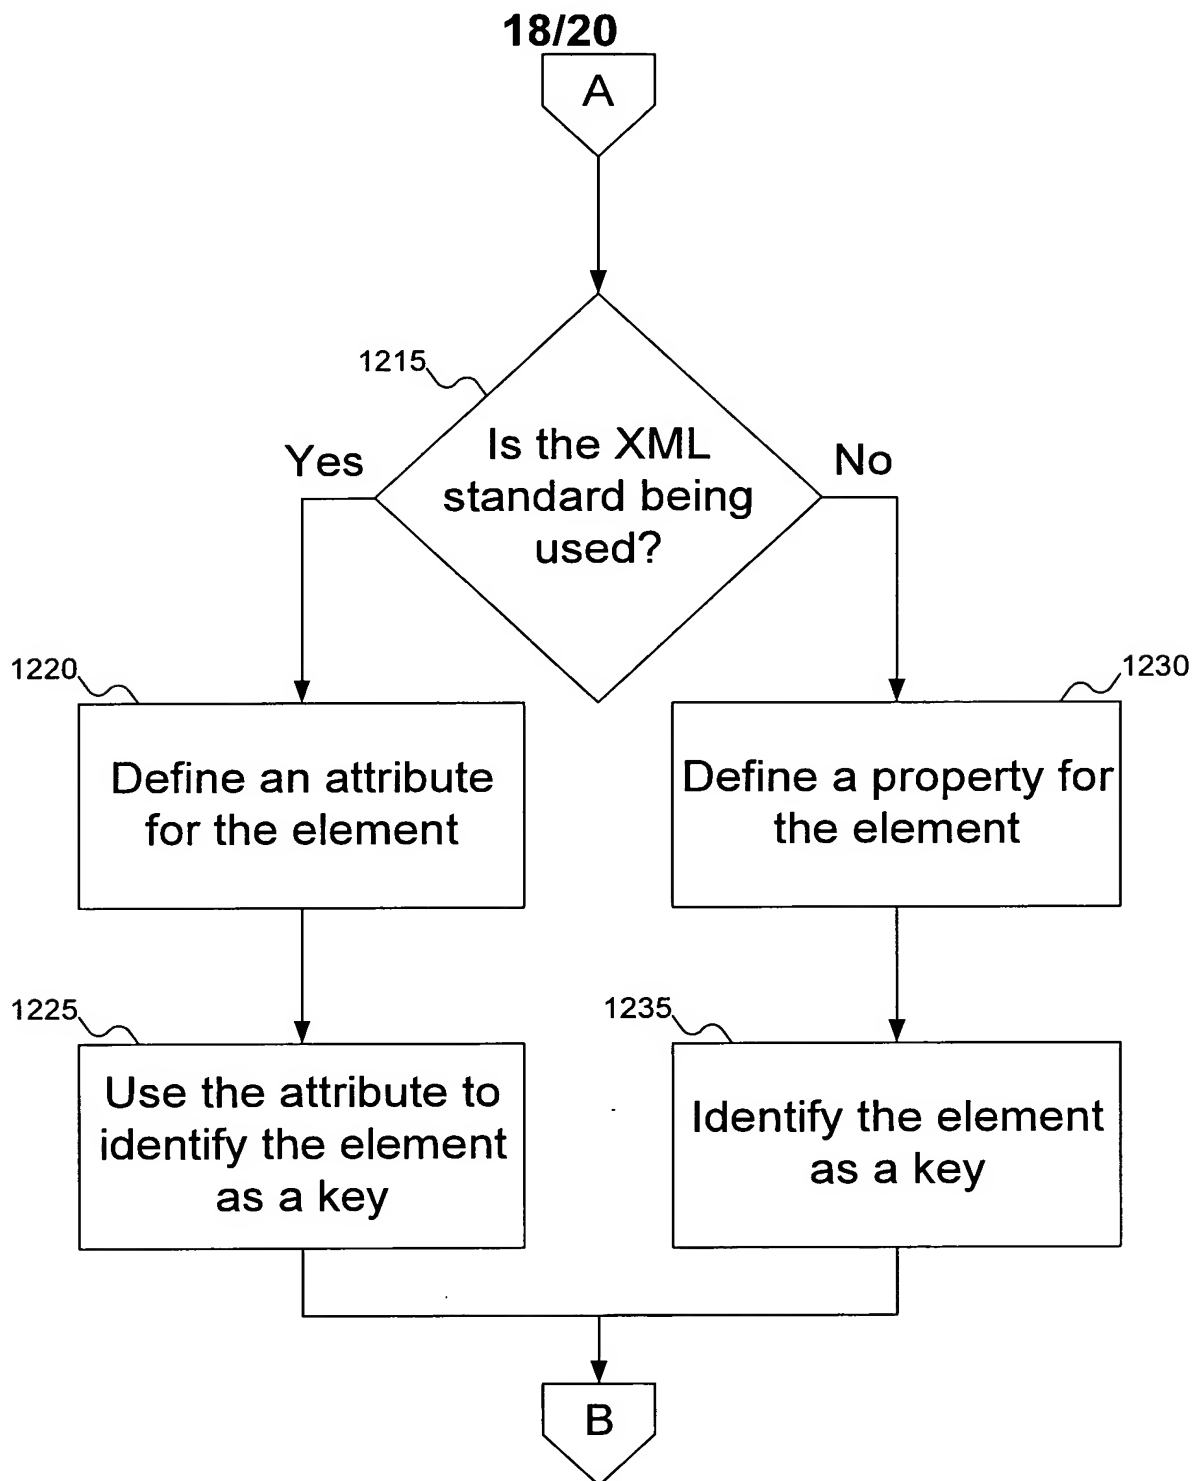 18/20
A
1215
Is the XML
standard being
used?
Yes
No
1220
Define an attribute
for the element
1230
Define a property for
the element
1225
Use the attribute to
identify the element
as a key
1235
Identify the element
as a key
B